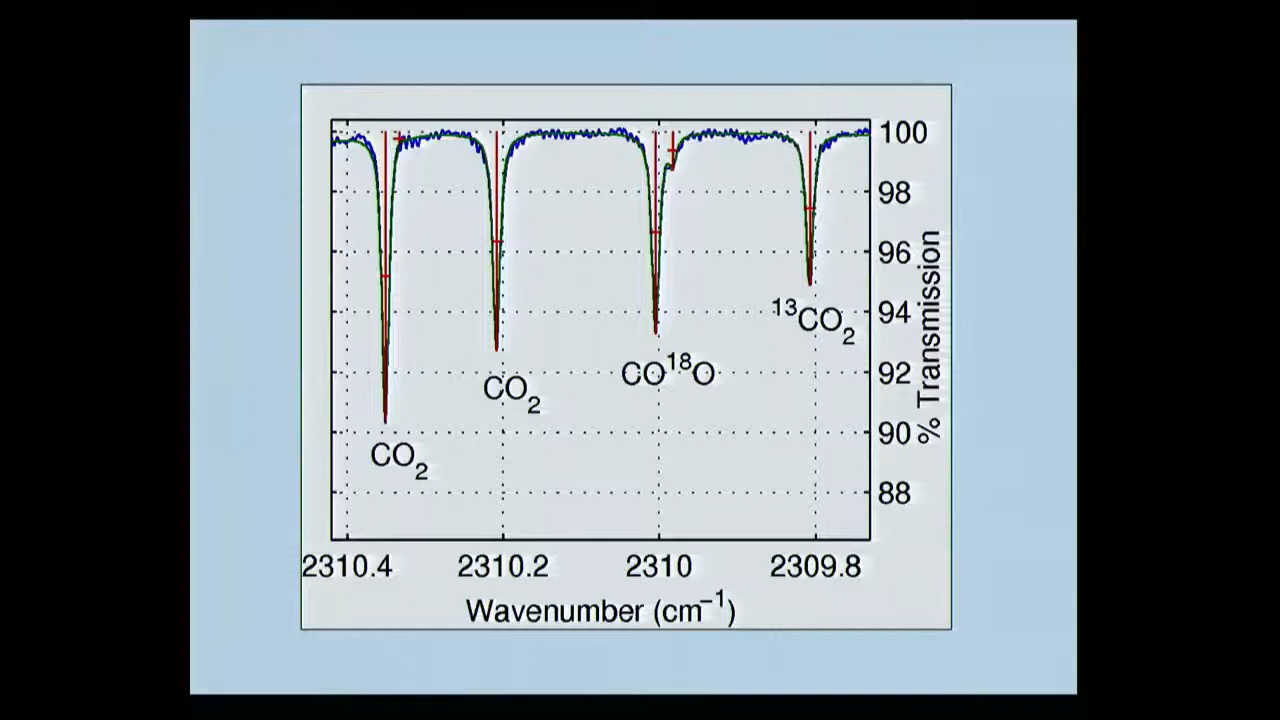 100
98
96
94
92
90
88
% Transmission
¹³CO₂
CO¹⁸O
CO₂
CO₂
2310.4 2310.2 2310 2309.8
Wavenumber (cm⁻¹)